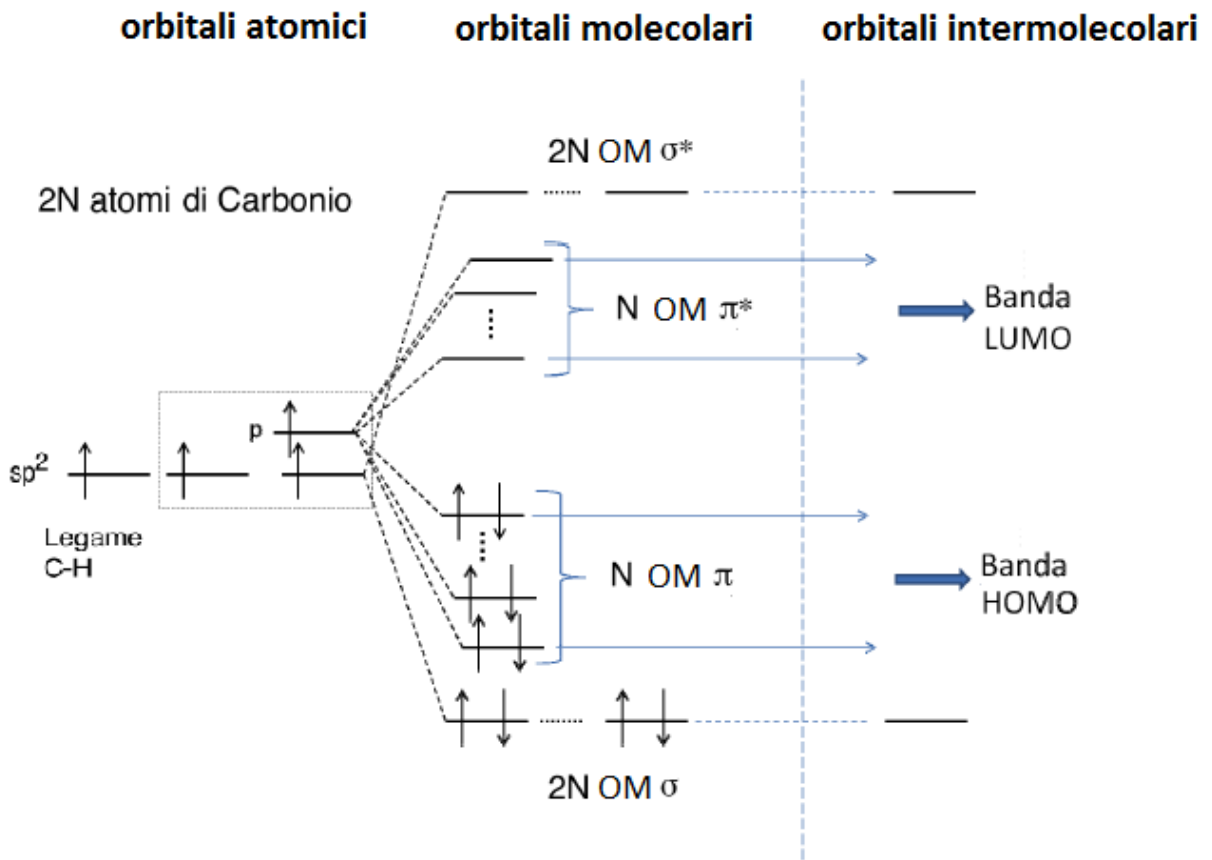 orbitali atomici
orbitali molecolari
orbitali intermolecolari
2N OM σ*
2N atomi di Carbonio
N OM π*
Banda
LUMO
p
sp²
Legame
C-H
N OM π
Banda
HOMO
2N OM σ